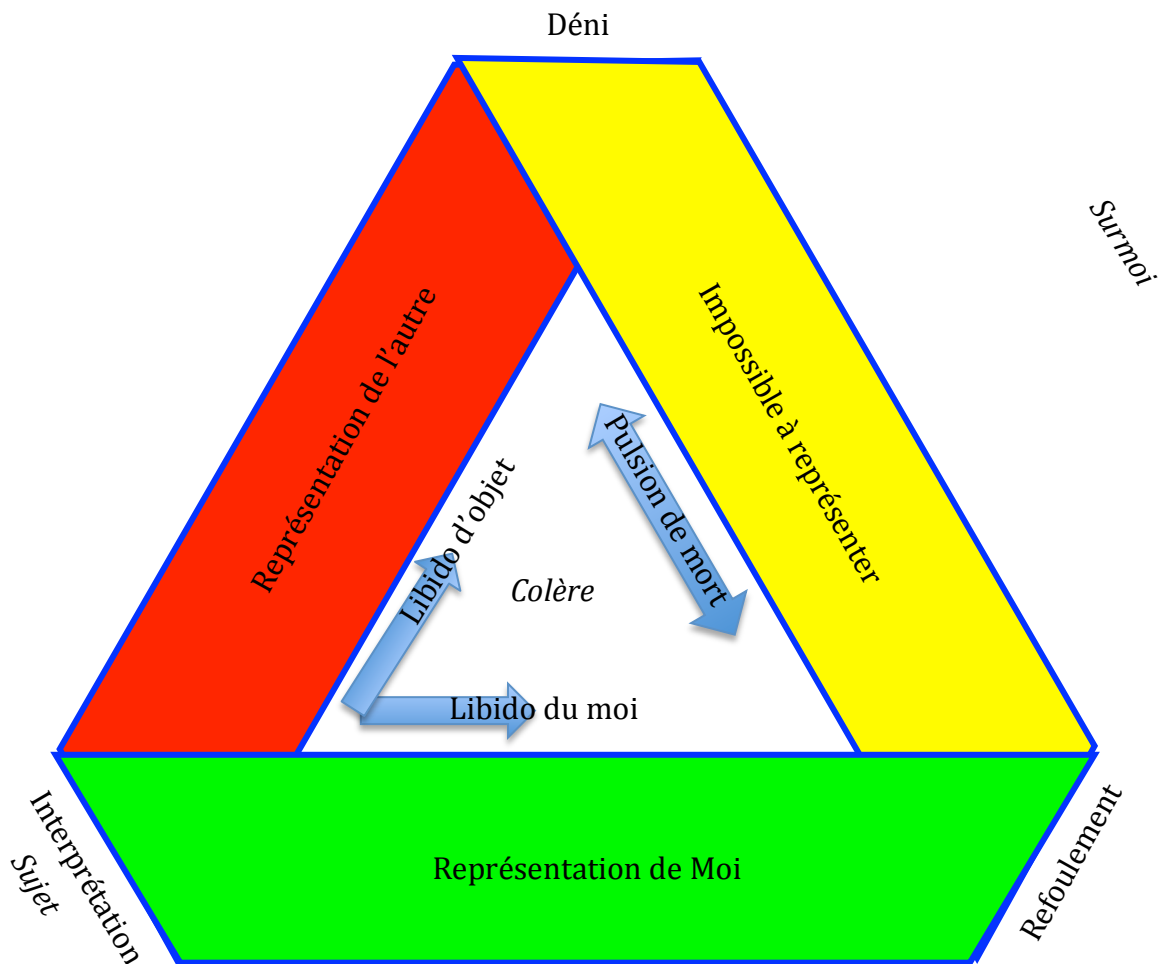 Déni
Surmoi
Représentation de l'autre
Impossible à représenter
Pulsion de mort
Libido d'objet
Colère
Libido du moi
Interprétation
Sujet
Représentation de Moi
Refoulement